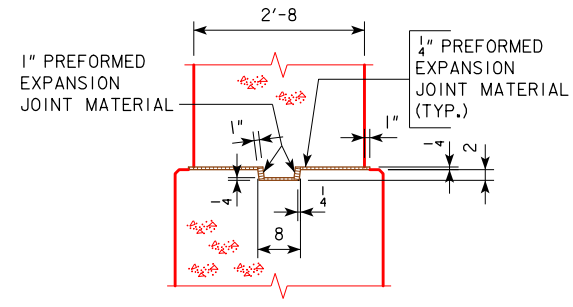 2'-8
1" PREFORMED
EXPANSION
JOINT MATERIAL
1/4" PREFORMED
EXPANSION
JOINT MATERIAL
(TYP.)
1"
1"
1/4
2
1/4
1/4
8